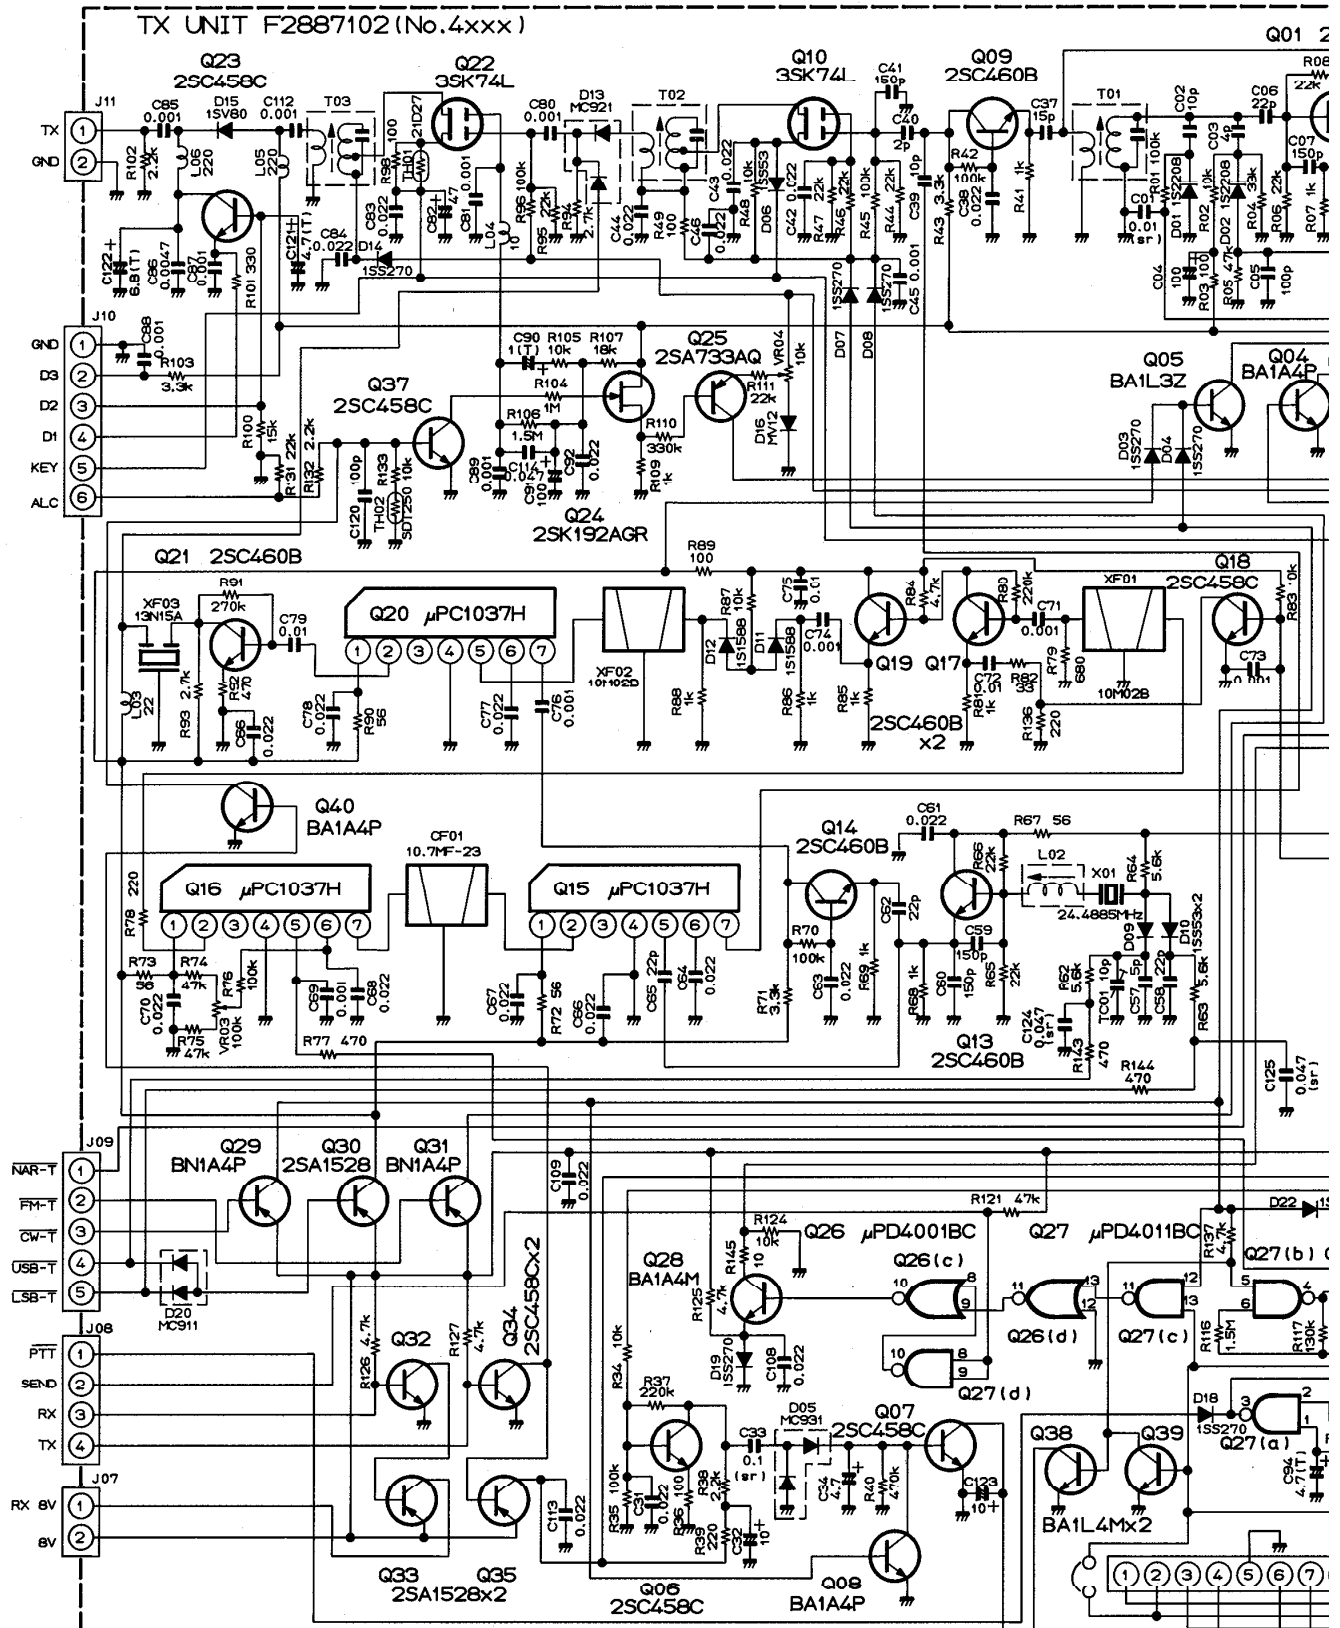 TX UNIT F2887102(No.4xxx)
Q23
2SC458C
Q22
3SK74L
D13
MC921
T02
Q10
3SK74L
C41
150p
Q09
2SC460B
Q01
J11
TX
GND
C85
0.001
D15
1SV80
C112
0.001
T03
C80
0.001
C40
2p
C37
15p
T01
C02
10p
C03
4p
C06
22p
R08
22k
C07
150p
R102
2.2k
L06
220
L05
220
R98
100
TH01
D27
C83
0.022
C82
47
C81
0.001
L04
10
R96
100k
R95
22k
R94
2.7k
C44
0.022
R49
100
C46
0.022
C43
0.022
R48
10k
D06
1SS53
C42
0.022
R47
22k
R46
22k
R45
100k
R44
22k
C39
10p
R43
3.3k
R42
100k
C38
0.022
R41
1k
C01
0.01
(sr)
R01
100k
D01
1S2208
R02
10k
D02
1S2208
R04
33k
R06
22k
R07
1k
C04
100
R03
100
R05
47k
C05
100p
C122
6.8(T)
C86
0.0047
C87
0.001
R101
330
C121
4.7(T)
C84
0.022
D14
1SS270
C45
0.001
1SS270
1SS270
D07
D08
J10
GND
D3
D2
D1
KEY
ALC
C88
0.001
R103
3.3k
Q37
2SC458C
C90
1(T)
R105
10k
R107
18k
Q25
2SA733AQ
VR04
10k
R111
22k
D16
MV12
Q05
BA1L3Z
Q04
BA1A4P
R104
1M
R106
1.5M
C114
0.047
C89
0.001
C91
100
C92
0.022
R110
330k
R109
1k
R100
15k
R131
22k
R132
2.2k
C120
100p
R133
10k
TH02
SDT250
D03
1SS270
D04
1SS270
Q24
2SK192AGR
Q21 2SC460B
R91
270k
XF03
13N15A
C79
0.01
Q20 μPC1037H
R89
100
R87
10k
C75
0.01
R84
4.7k
R80
220k
C71
0.001
XF01
Q18
2SC458C
R83
L03
22
R93
2.7k
R92
470
C66
0.022
C78
0.022
R90
56
C77
0.022
C76
0.001
XF02
10M02B
R88
1k
D12
1S1588
D11
1S1588
R86
1k
C74
0.001
R85
1k
Q19
Q17
2SC460B
x2
C72
0.01
R82
33
R81
1k
R136
220
R79
680
10M02B
C73
0.001
Q40
BA1A4P
CF01
10.7MF-23
Q14
2SC460B
C61
0.022
R67 56
R66
22k
L02
X01
24.4885MHz
R64
5.6k
R78
220
Q16 μPC1037H
Q15 μPC1037H
C62
22p
C59
150p
D09
D10
1SS53x2
R73
56
R74
47k
R76
100k
C70
0.022
R75
47k
VR03
100k
C69
0.001
C68
0.022
R77 470
C67
0.022
R72
56
C66
0.022
C65
22p
C64
0.022
R71
3.3k
R70
100k
C63
0.022
R69
1k
R68
1k
C60
150p
R65
22k
R62
5.6k
TC01
10p
C57
5p
C58
22p
R63
5.6k
C124
0.047
(sr)
R143
470
R144
470
C125
0.047
(sr)
Q13
2SC460B
J09
NAR-T
FM-T
CW-T
USB-T
LSB-T
Q29
BN1A4P
Q30
2SA1528
Q31
BN1A4P
C109
0.022
R121 47k
D22
D20
MC911
Q34
2SC458Cx2
Q28
BA1A4M
R145
10
R124
10k
Q26 μPD4001BC
Q26(c)
Q27 μPD4011BC
R137
4.7k
Q27(b)
R125
4.7k
Q26(d)
Q27(c)
R116
1.5M
R117
130k
J08
PTT
SEND
RX
TX
R126
4.7k
Q32
R127
4.7k
D19
1SS270
C108
0.022
Q27(d)
R34
10k
R37
220k
D05
MC931
Q07
2SC458C
Q38
Q39
D18
1SS270
Q27(a)
J07
RX 8V
8V
C113
0.022
R35
100k
C31
0.022
R36
100
R38
2.2k
R39
220
C32
10
C33
0.1
(sr)
C34
4.7
R40
470k
C123
10
C94
4.7(T)
BA1L4Mx2
Q33
Q35
2SA1528x2
Q06
2SC458C
Q08
BA1A4P